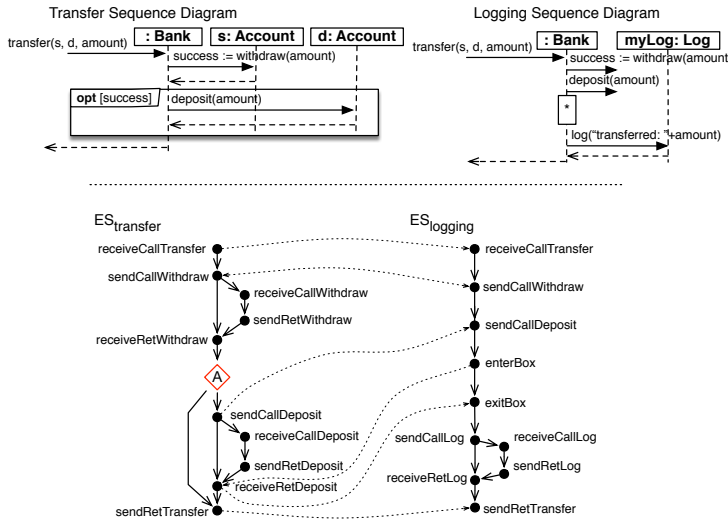 Transfer Sequence Diagram
Logging Sequence Diagram
: Bank
s: Account
d: Account
transfer(s, d, amount)
success := withdraw(amount)
opt [success]
deposit(amount)
: Bank
myLog: Log
transfer(s, d, amount)
success := withdraw(amount
deposit(amount)
*
log("transferred: "+amount)
ES transfer
receiveCallTransfer
sendCallWithdraw
receiveCallWithdraw
sendRetWithdraw
receiveRetWithdraw
A
sendCallDeposit
receiveCallDeposit
sendRetDeposit
receiveRetDeposit
sendRetTransfer
ES logging
receiveCallTransfer
sendCallWithdraw
sendCallDeposit
enterBox
exitBox
sendCallLog
receiveCallLog
sendRetLog
receiveRetLog
sendRetTransfer